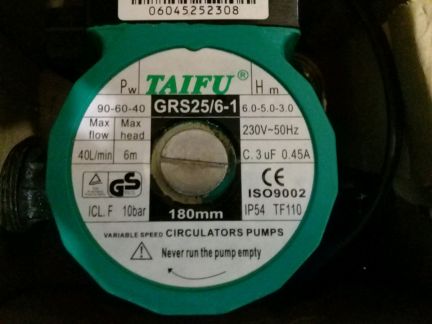 06045252308
Pw TAIFU® Hm
90-60-40 GRS25/6-1 6.0-5.0-3.0
Max flow Max head 230V~50Hz
40L/min 6m C. 3uF 0.45A
GS CE
ISO9002
ICL. F 10bar 180mm IP54 TF110
VARIABLE SPEED CIRCULATORS PUMPS
Never run the pump empty